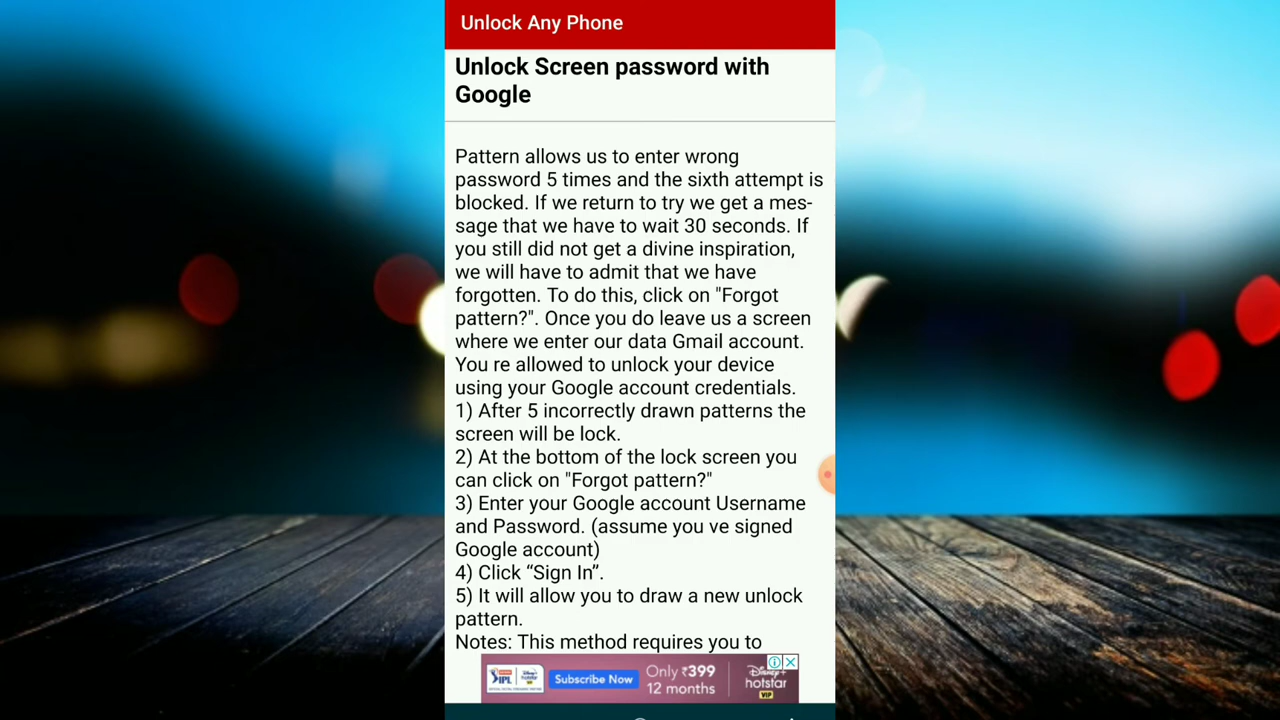 Unlock Any Phone
Unlock Screen password with
Google
Pattern allows us to enter wrong
password 5 times and the sixth attempt is
blocked. If we return to try we get a mes-
sage that we have to wait 30 seconds. If
you still did not get a divine inspiration,
we will have to admit that we have
forgotten. To do this, click on "Forgot
pattern?". Once you do leave us a screen
where we enter our data Gmail account.
You re allowed to unlock your device
using your Google account credentials.
1) After 5 incorrectly drawn patterns the
screen will be lock.
2) At the bottom of the lock screen you
can click on "Forgot pattern?"
3) Enter your Google account Username
and Password. (assume you ve signed
Google account)
4) Click “Sign In”.
5) It will allow you to draw a new unlock
pattern.
Notes: This method requires you to
IPL
Subscribe Now
Only ₹399
12 months
Disney+
hotstar
VIP